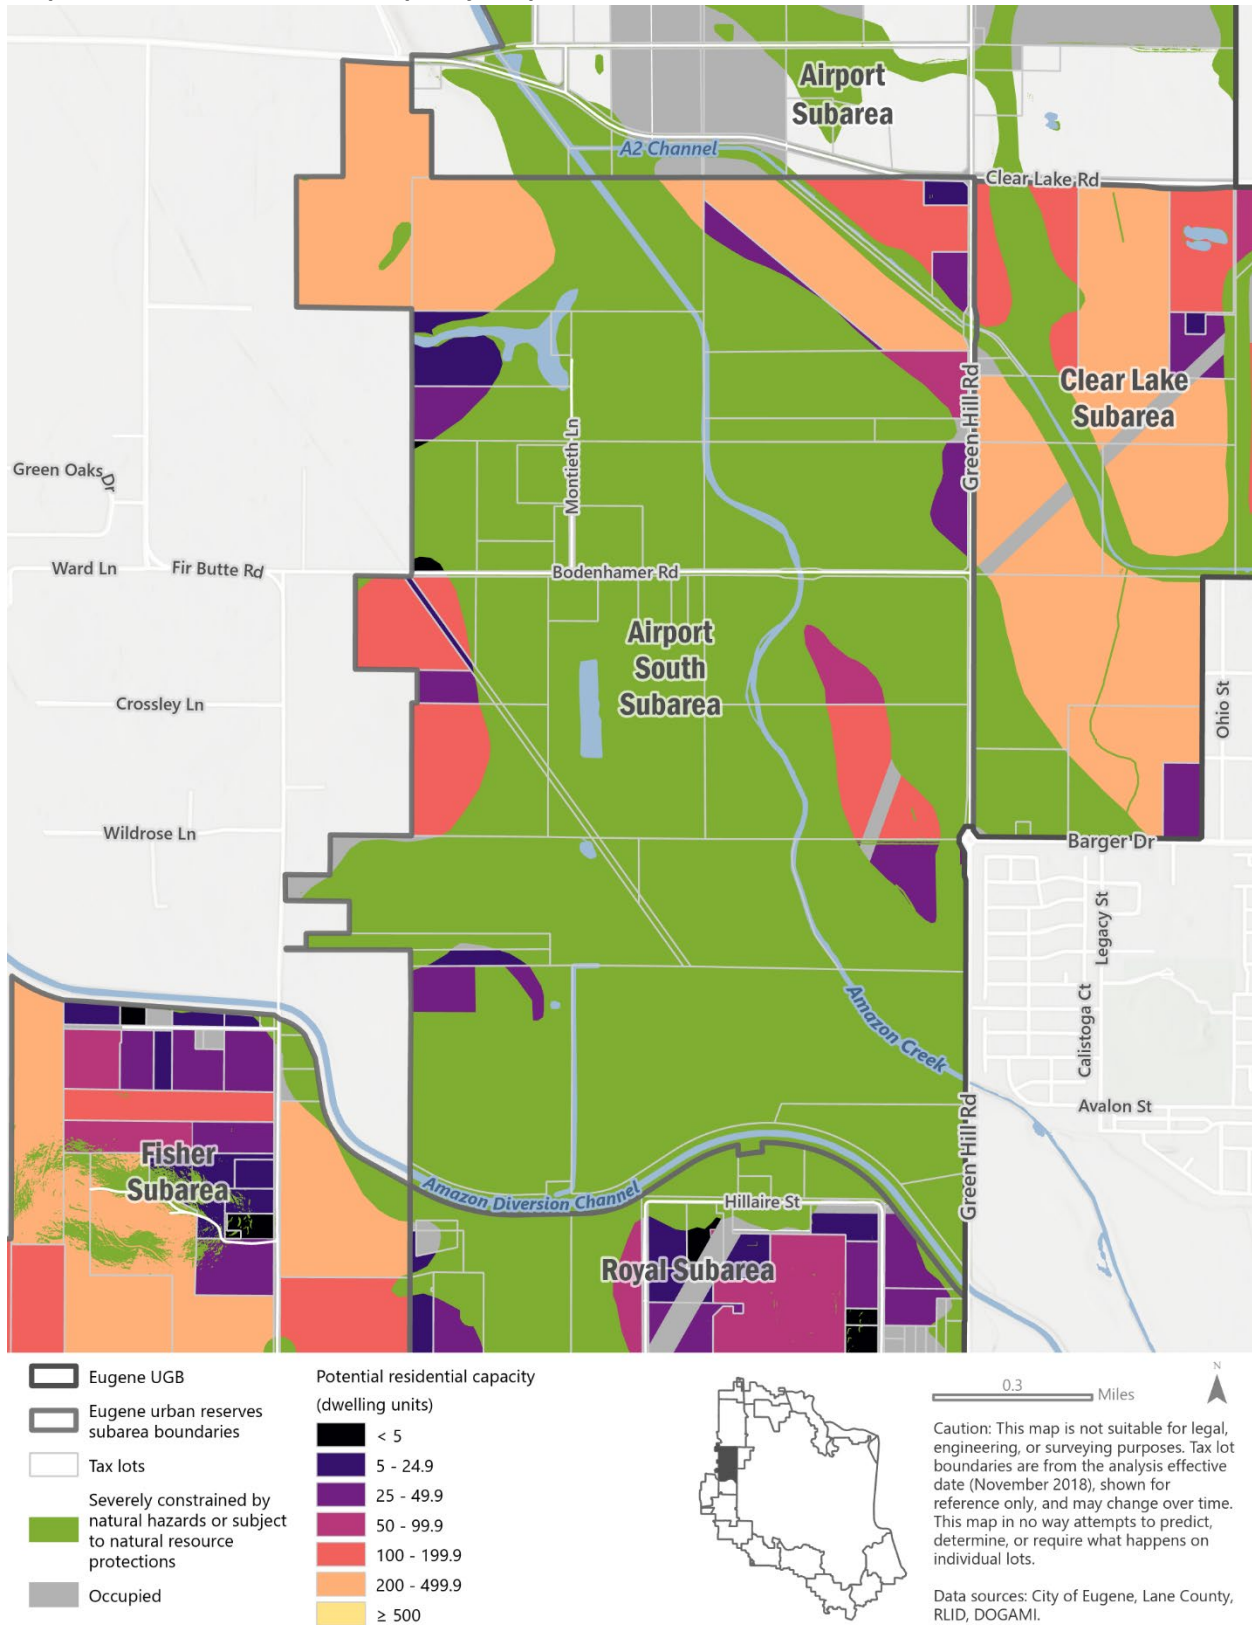 Airport
Subarea
A2 Channel
Clear Lake Rd
Clear Lake
Subarea
Green Hill Rd
Montieth Ln
Green Oaks Dr
Ward Ln
Fir Butte Rd
Bodenhamer Rd
Airport
South
Subarea
Crossley Ln
Ohio St
Wildrose Ln
Barger Dr
Legacy St
Calistoga Ct
Amazon Creek
Avalon St
Fisher
Subarea
Amazon Diversion Channel
Hillaire St
Green Hill Rd
Royal Subarea
Eugene UGB
Eugene urban reserves
subarea boundaries
Tax lots
Severely constrained by
natural hazards or subject
to natural resource
protections
Occupied
Potential residential capacity
(dwelling units)
< 5
5 - 24.9
25 - 49.9
50 - 99.9
100 - 199.9
200 - 499.9
≥ 500
0.3
Miles
N
Caution: This map is not suitable for legal,
engineering, or surveying purposes. Tax lot
boundaries are from the analysis effective
date (November 2018), shown for
reference only, and may change over time.
This map in no way attempts to predict,
determine, or require what happens on
individual lots.
Data sources: City of Eugene, Lane County,
RLID, DOGAMI.